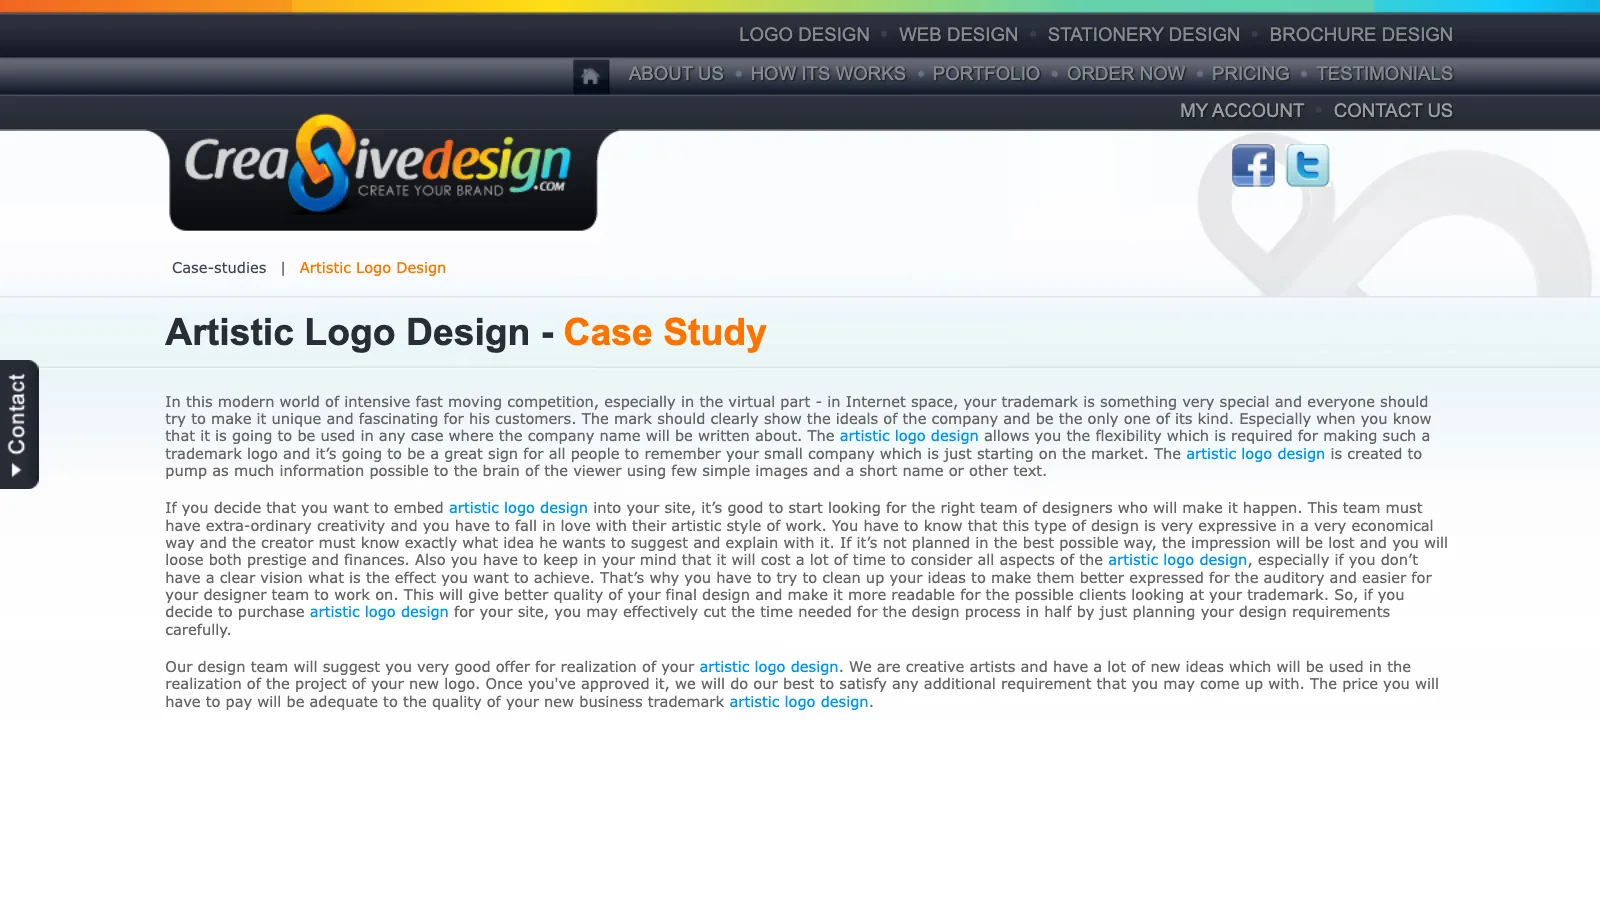 LOGO DESIGN • WEB DESIGN • STATIONERY DESIGN • BROCHURE DESIGN
ABOUT US • HOW ITS WORKS • PORTFOLIO • ORDER NOW • PRICING • TESTIMONIALS
MY ACCOUNT • CONTACT US
Crea8ivedesign.COM
CREATE YOUR BRAND
Case-studies | Artistic Logo Design
Artistic Logo Design - Case Study
Contact
In this modern world of intensive fast moving competition, especially in the virtual part - in Internet space, your trademark is something very special and everyone should
try to make it unique and fascinating for his customers. The mark should clearly show the ideals of the company and be the only one of its kind. Especially when you know
that it is going to be used in any case where the company name will be written about. The artistic logo design allows you the flexibility which is required for making such a
trademark logo and it’s going to be a great sign for all people to remember your small company which is just starting on the market. The artistic logo design is created to
pump as much information possible to the brain of the viewer using few simple images and a short name or other text.
If you decide that you want to embed artistic logo design into your site, it’s good to start looking for the right team of designers who will make it happen. This team must
have extra-ordinary creativity and you have to fall in love with their artistic style of work. You have to know that this type of design is very expressive in a very economical
way and the creator must know exactly what idea he wants to suggest and explain with it. If it’s not planned in the best possible way, the impression will be lost and you will
loose both prestige and finances. Also you have to keep in your mind that it will cost a lot of time to consider all aspects of the artistic logo design, especially if you don’t
have a clear vision what is the effect you want to achieve. That’s why you have to try to clean up your ideas to make them better expressed for the auditory and easier for
your designer team to work on. This will give better quality of your final design and make it more readable for the possible clients looking at your trademark. So, if you
decide to purchase artistic logo design for your site, you may effectively cut the time needed for the design process in half by just planning your design requirements
carefully.
Our design team will suggest you very good offer for realization of your artistic logo design. We are creative artists and have a lot of new ideas which will be used in the
realization of the project of your new logo. Once you've approved it, we will do our best to satisfy any additional requirement that you may come up with. The price you will
have to pay will be adequate to the quality of your new business trademark artistic logo design.